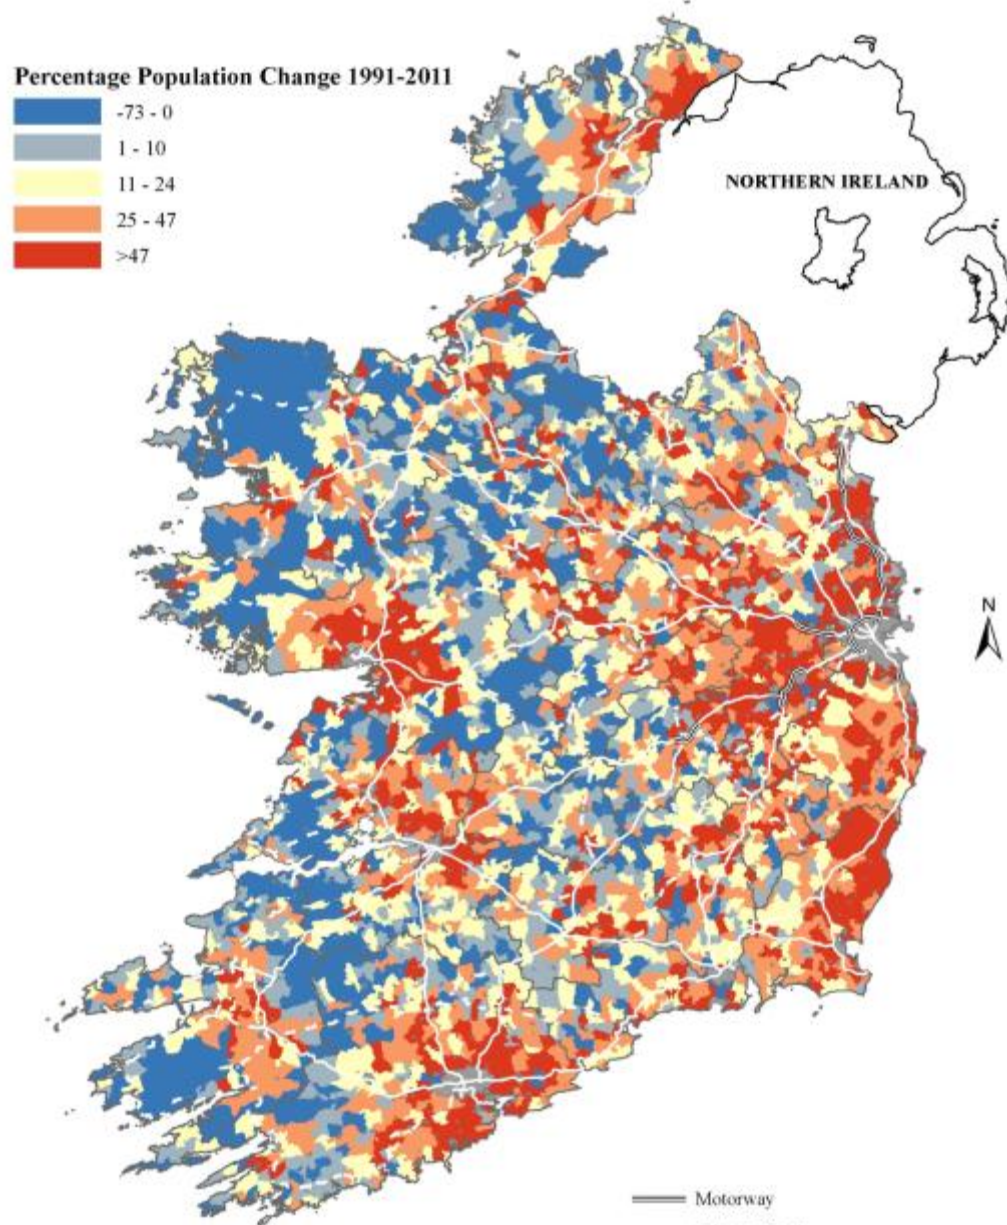 Percentage Population Change 1991-2011
-73 - 0
1 - 10
11 - 24
25 - 47
>47
NORTHERN IRELAND
N
Motorway